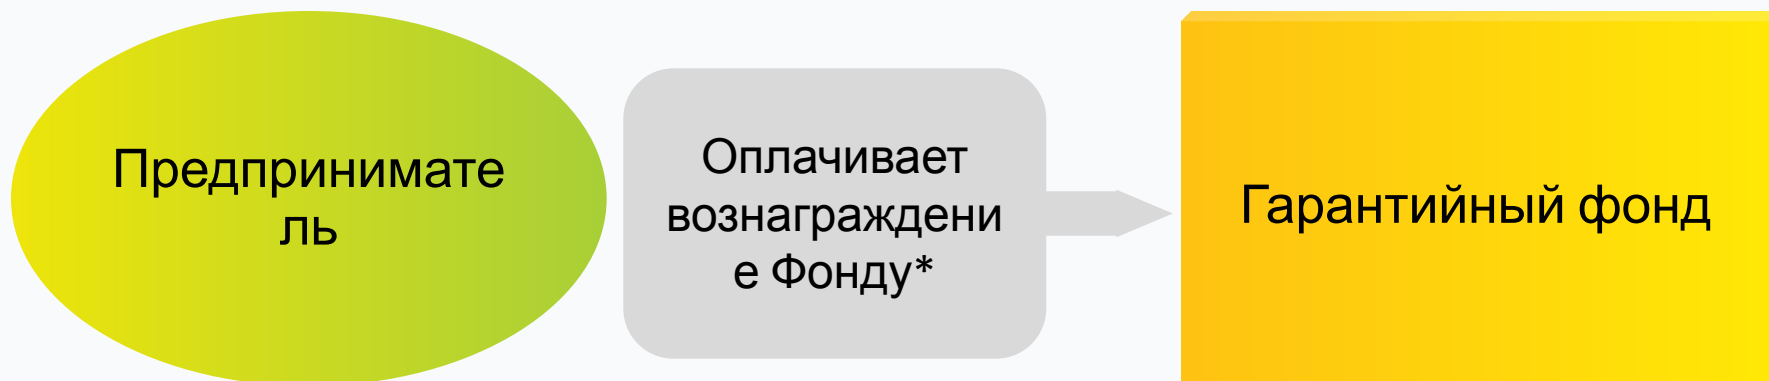 Предпринимате
ль
Оплачивает
вознаграждени
е Фонду*
Гарантийный фонд